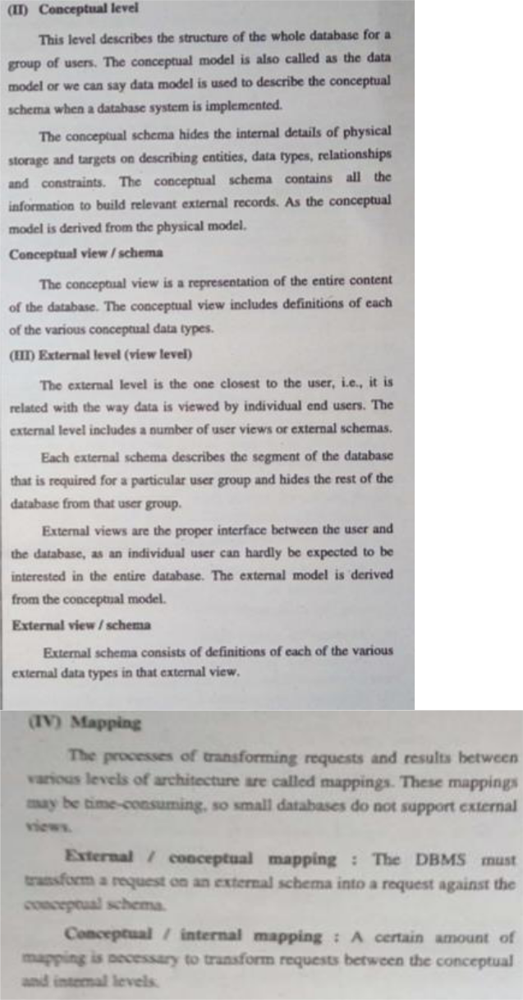 (II) Conceptual level
This level describes the structure of the whole database for a
group of users. The conceptual model is also called as the data
model or we can say data model is used to describe the conceptual
schema when a database system is implemented.
The conceptual schema hides the internal details of physical
storage and targets on describing entities, data types, relationships
and constraints. The conceptual schema contains all the
information to build relevant external records. As the conceptual
model is derived from the physical model.
Conceptual view / schema
The conceptual view is a representation of the entire content
of the database. The conceptual view includes definitions of each
of the various conceptual data types.
(III) External level (view level)
The external level is the one closest to the user, i.e., it is
related with the way data is viewed by individual end users. The
external level includes a number of user views or external schemas.
Each external schema describes the segment of the database
that is required for a particular user group and hides the rest of the
database from that user group.
External views are the proper interface between the user and
the database, as an individual user can hardly be expected to be
interested in the entire database. The external model is derived
from the conceptual model.
External view / schema
External schema consists of definitions of each of the various
external data types in that external view.
(IV) Mapping
The processes of transforming requests and results between
various levels of architecture are called mappings. These mappings
may be time-consuming, so small databases do not support external
views.
External / conceptual mapping : The DBMS must
transform a request on an external schema into a request against the
conceptual schema.
Conceptual / internal mapping : A certain amount of
mapping is necessary to transform requests between the conceptual
and internal levels.